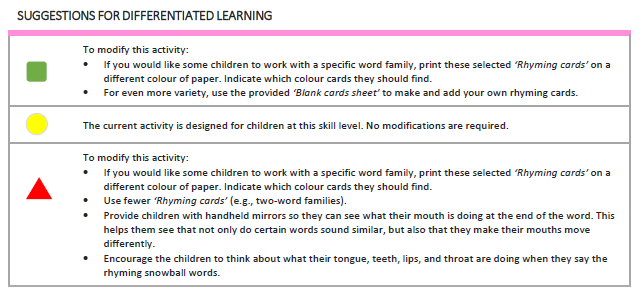 SUGGESTIONS FOR DIFFERENTIATED LEARNING
To modify this activity:
• If you would like some children to work with a specific word family, print these selected 'Rhyming cards' on a
different colour of paper. Indicate which colour cards they should find.
• For even more variety, use the provided 'Blank cards sheet' to make and add your own rhyming cards.
The current activity is designed for children at this skill level. No modifications are required.
To modify this activity:
• If you would like some children to work with a specific word family, print these selected 'Rhyming cards' on a
different colour of paper. Indicate which colour cards they should find.
• Use fewer 'Rhyming cards' (e.g., two-word families).
• Provide children with handheld mirrors so they can see what their mouth is doing at the end of the word. This
helps them see that not only do certain words sound similar, but also that they make their mouths move
differently.
• Encourage the children to think about what their tongue, teeth, lips, and throat are doing when they say the
rhyming snowball words.